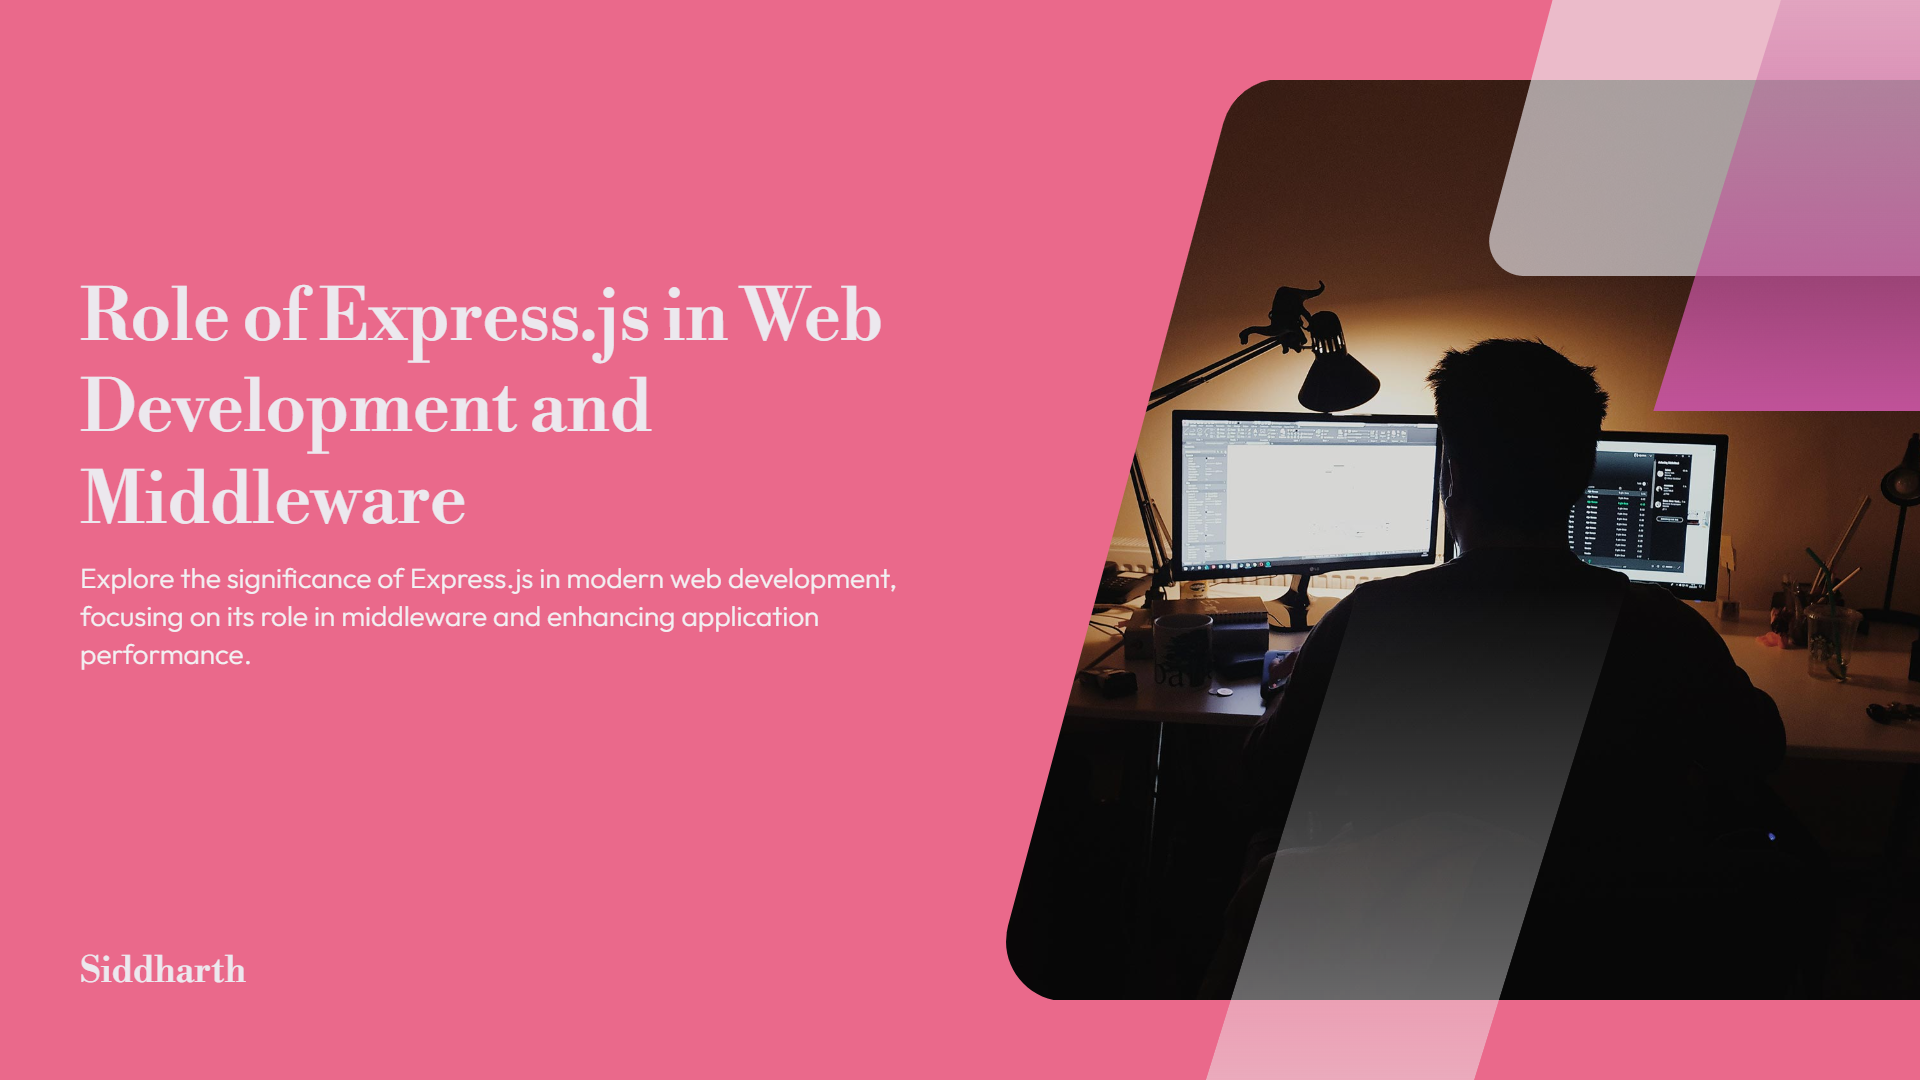 Role of Express.js in Web
Development and
Middleware
Explore the significance of Express.js in modern web development,
focusing on its role in middleware and enhancing application
performance.
Siddharth